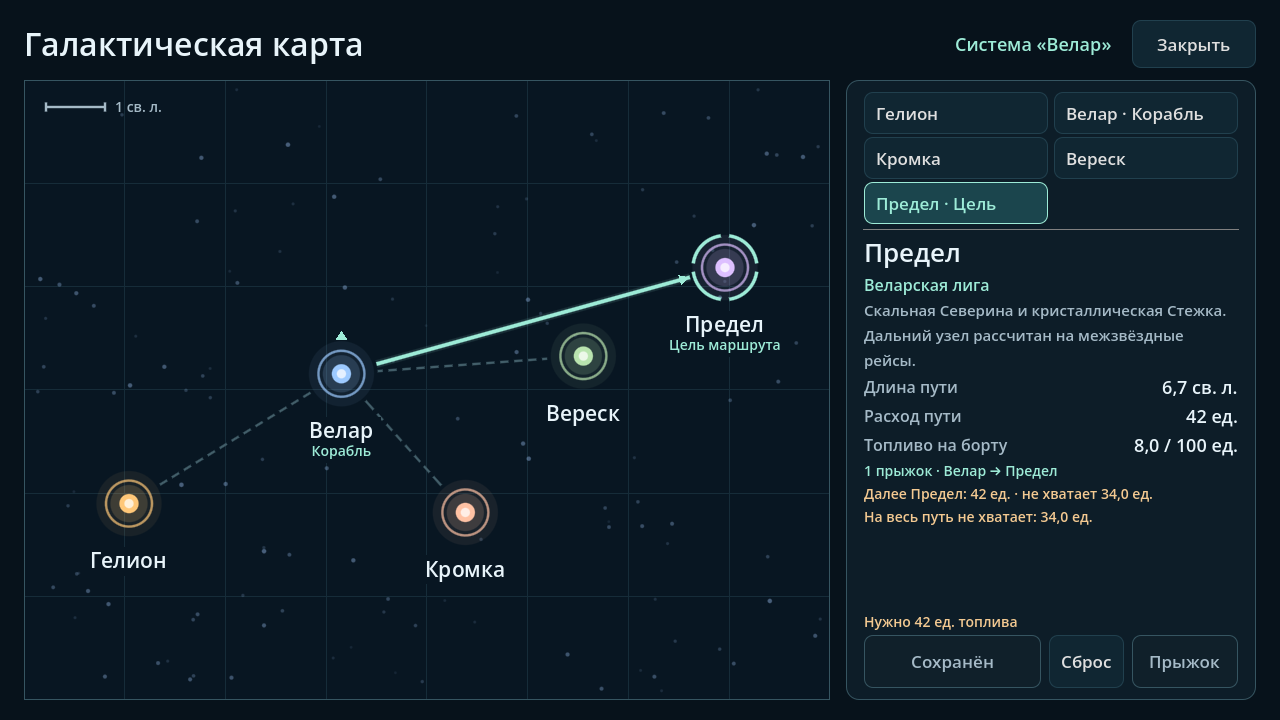 Галактическая карта
Система «Велар»
Закрыть
1 св. л.
Предел
Цель маршрута
Велар
Корабль
Вереск
Гелион
Кромка
Гелион
Велар · Корабль
Кромка
Вереск
Предел · Цель
Предел
Веларская лига
Скальная Северина и кристаллическая Стежка.
Дальний узел рассчитан на межзвёздные
рейсы.
Длина пути 6,7 св. л.
Расход пути 42 ед.
Топливо на борту 8,0 / 100 ед.
1 прыжок · Велар → Предел
Далее Предел: 42 ед. · не хватает 34,0 ед.
На весь путь не хватает: 34,0 ед.
Нужно 42 ед. топлива
Сохранён
Сброс
Прыжок